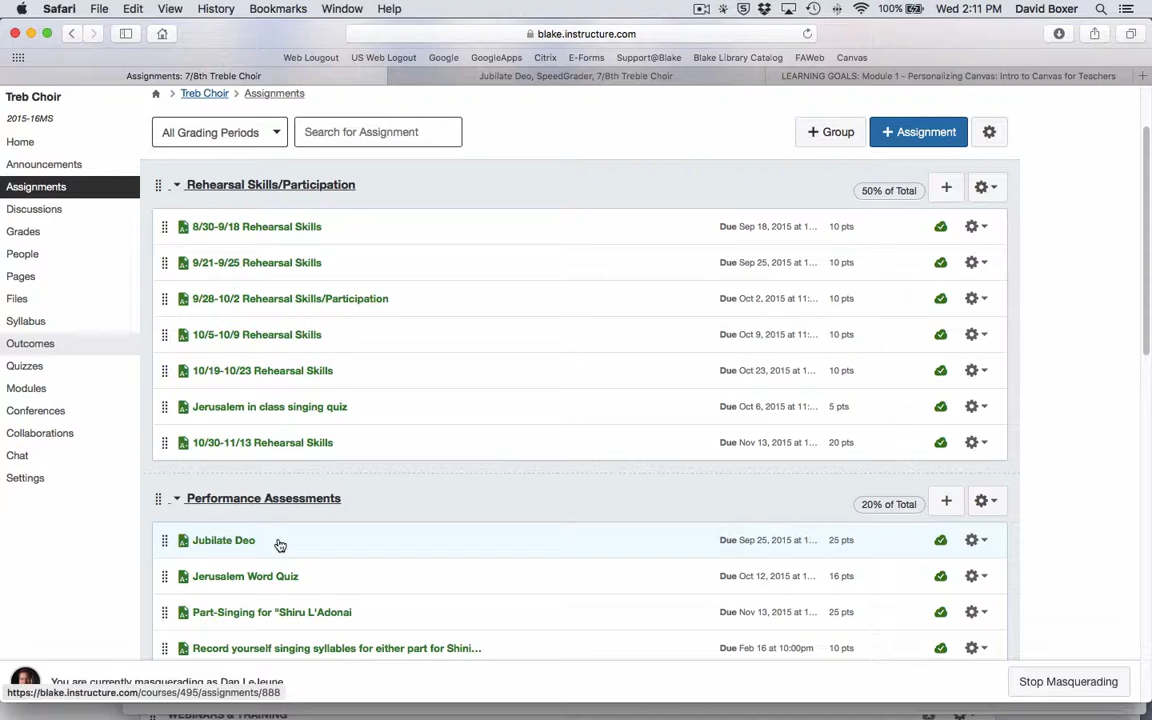 Safari File Edit View History Bookmarks Window Help 100% Wed 2:11 PM David Boxer
blake.instructure.com
Web Lougout US Web Logout Google GoogleApps Citrix E-Forms Support@Blake Blake Library Catalog FAWeb Canvas
Assignments: 7/8th Treble Choir Jubilate Deo, SpeedGrader, 7/8th Treble Choir LEARNING GOALS: Module 1 - Personalizing Canvas: Intro to Canvas for Teachers
Treb Choir
2015-16MS
Home
Announcements
Assignments
Discussions
Grades
People
Pages
Files
Syllabus
Outcomes
Quizzes
Modules
Conferences
Collaborations
Chat
Settings
Treb Choir > Assignments
All Grading Periods Search for Assignment + Group + Assignment
Rehearsal Skills/Participation 50% of Total +
8/30-9/18 Rehearsal Skills Due Sep 18, 2015 at 1... 10 pts
9/21-9/25 Rehearsal Skills Due Sep 25, 2015 at 1... 10 pts
9/28-10/2 Rehearsal Skills/Participation Due Oct 2, 2015 at 11:... 10 pts
10/5-10/9 Rehearsal Skills Due Oct 9, 2015 at 11:... 10 pts
10/19-10/23 Rehearsal Skills Due Oct 23, 2015 at 1... 10 pts
Jerusalem in class singing quiz Due Oct 6, 2015 at 11:... 5 pts
10/30-11/13 Rehearsal Skills Due Nov 13, 2015 at 1... 20 pts
Performance Assessments 20% of Total +
Jubilate Deo Due Sep 25, 2015 at 1... 25 pts
Jerusalem Word Quiz Due Oct 12, 2015 at 1... 16 pts
Part-Singing for "Shiru L'Adonai Due Nov 13, 2015 at 1... 25 pts
Record yourself singing syllables for either part for Shini... Due Feb 16 at 10:00pm 10 pts
You are currently masquerading as Dan LeJeune Stop Masquerading
https://blake.instructure.com/courses/495/assignments/888
WEBINARS & TRAINING